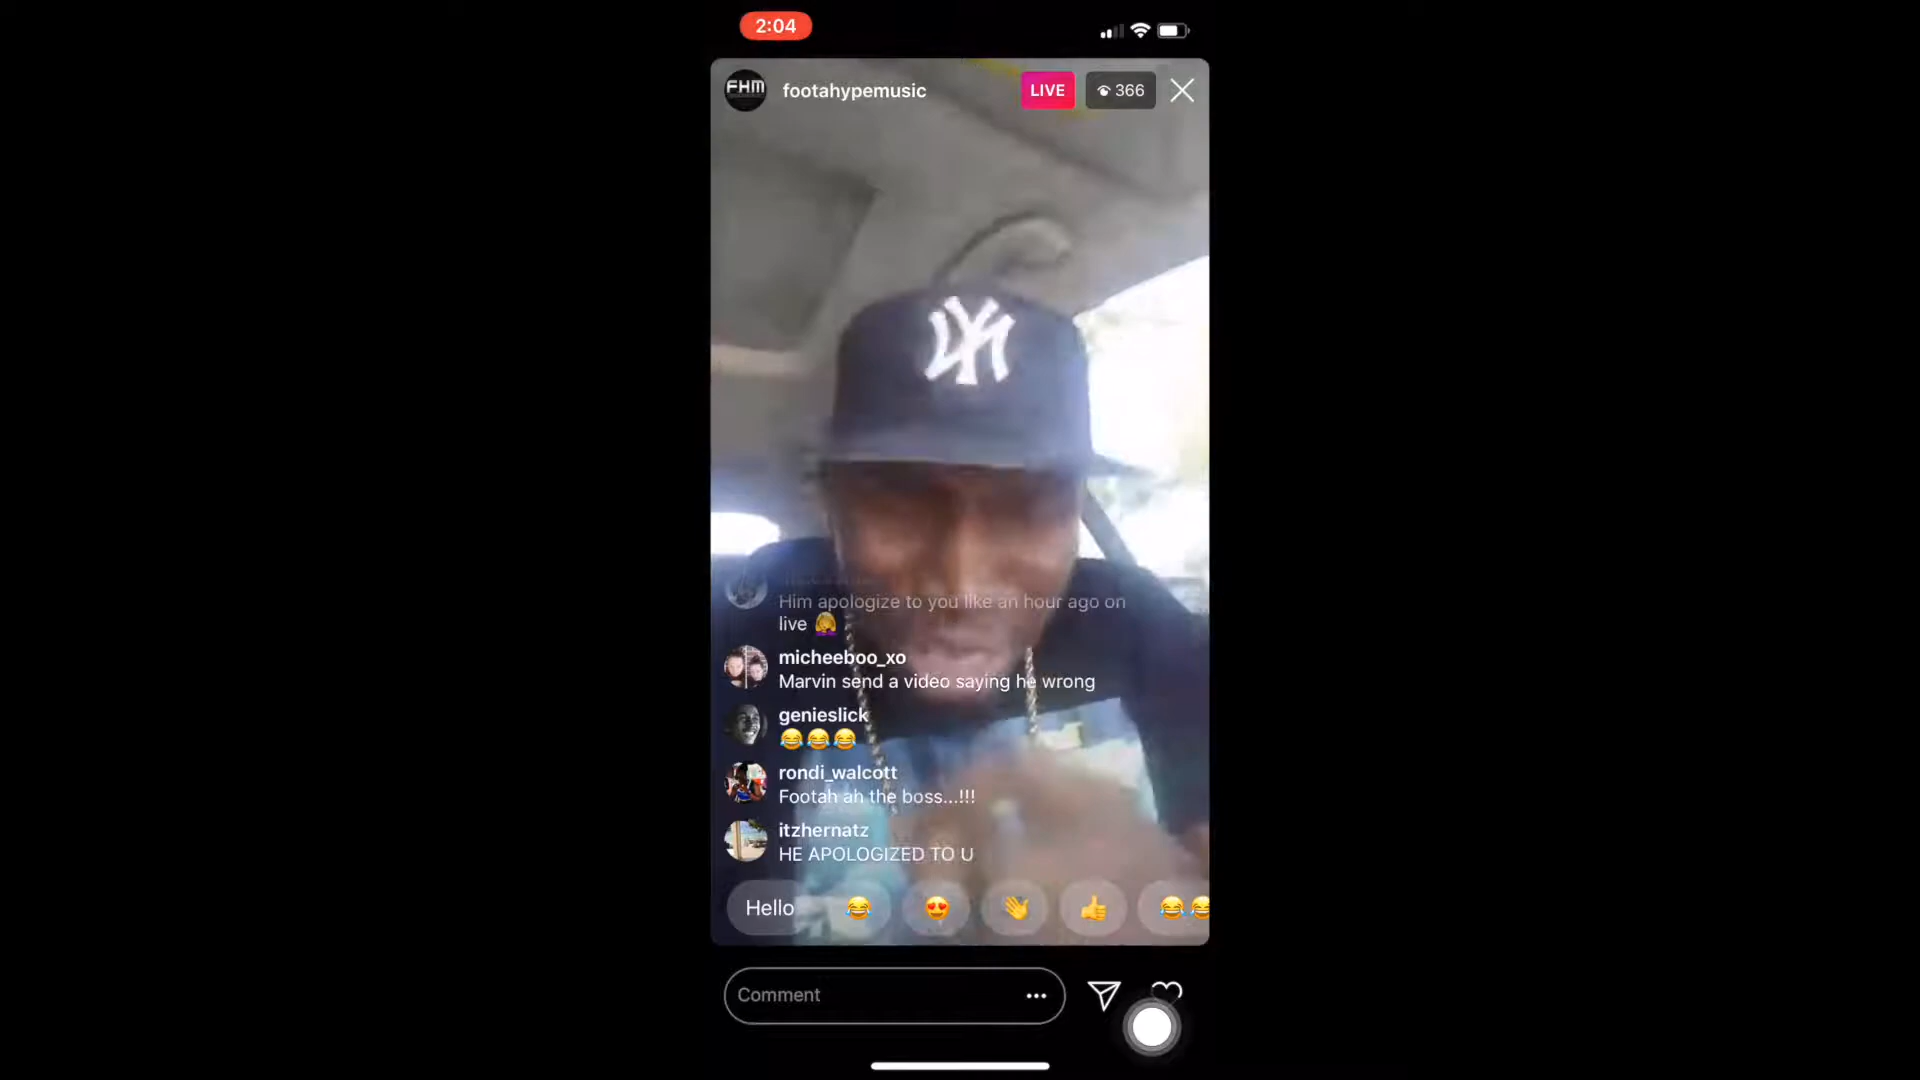 2:04
FHM
footahypemusic
LIVE
366
NY
Him apologize to you like an hour ago on
live
micheeboo_xo
Marvin send a video saying he wrong
genieslick
rondi_walcott
Footah ah the boss...!!!
itzhernatz
HE APOLOGIZED TO U
Hello
Comment